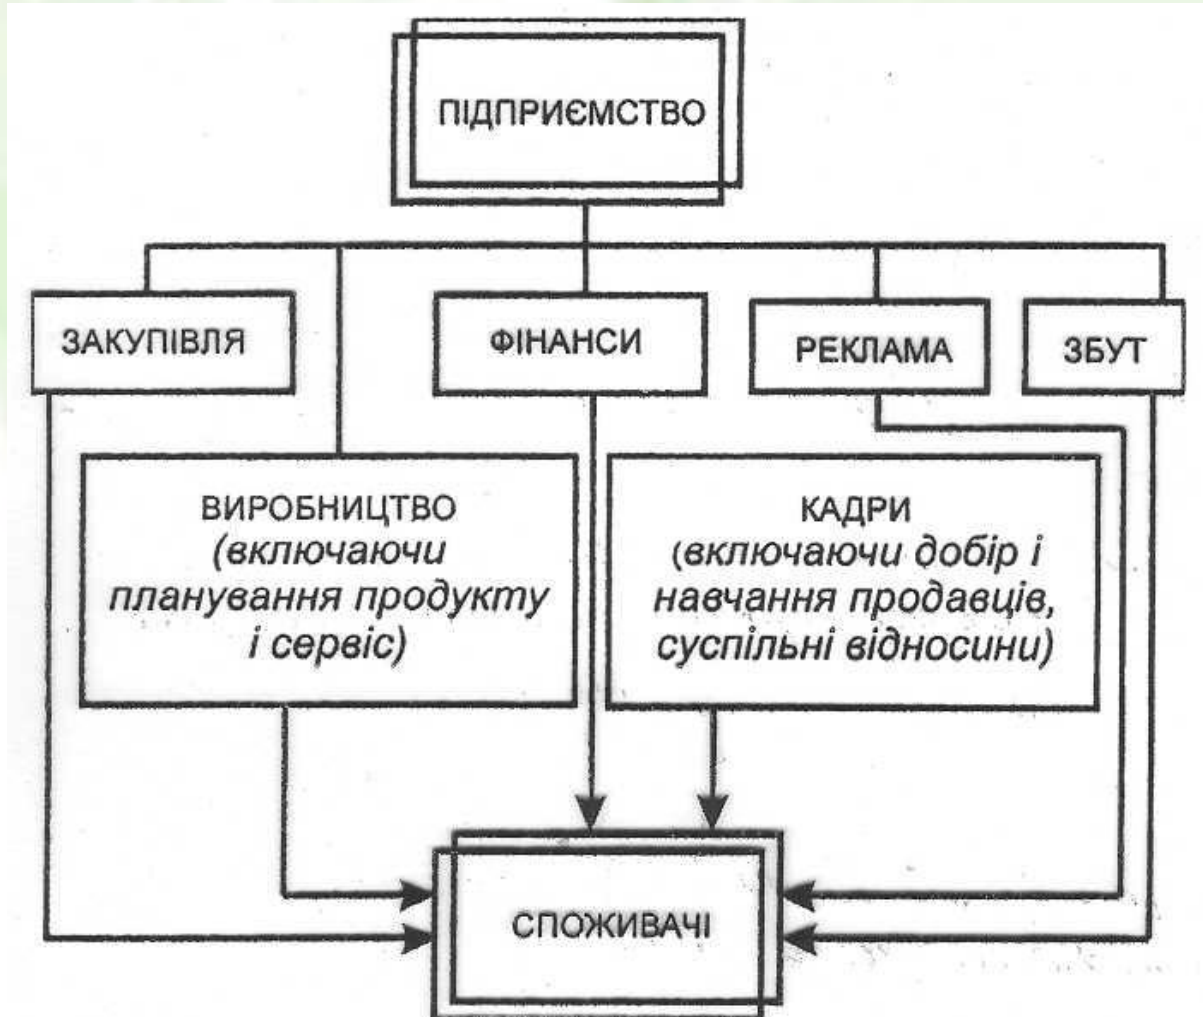 ПІДПРИЄМСТВО
ЗАКУПІВЛЯ
ФІНАНСИ
РЕКЛАМА
ЗБУТ
ВИРОБНИЦТВО
(включаючи
планування продукту
і сервіс)
КАДРИ
(включаючи добір і
навчання продавців,
суспільні відносини)
СПОЖИВАЧІ